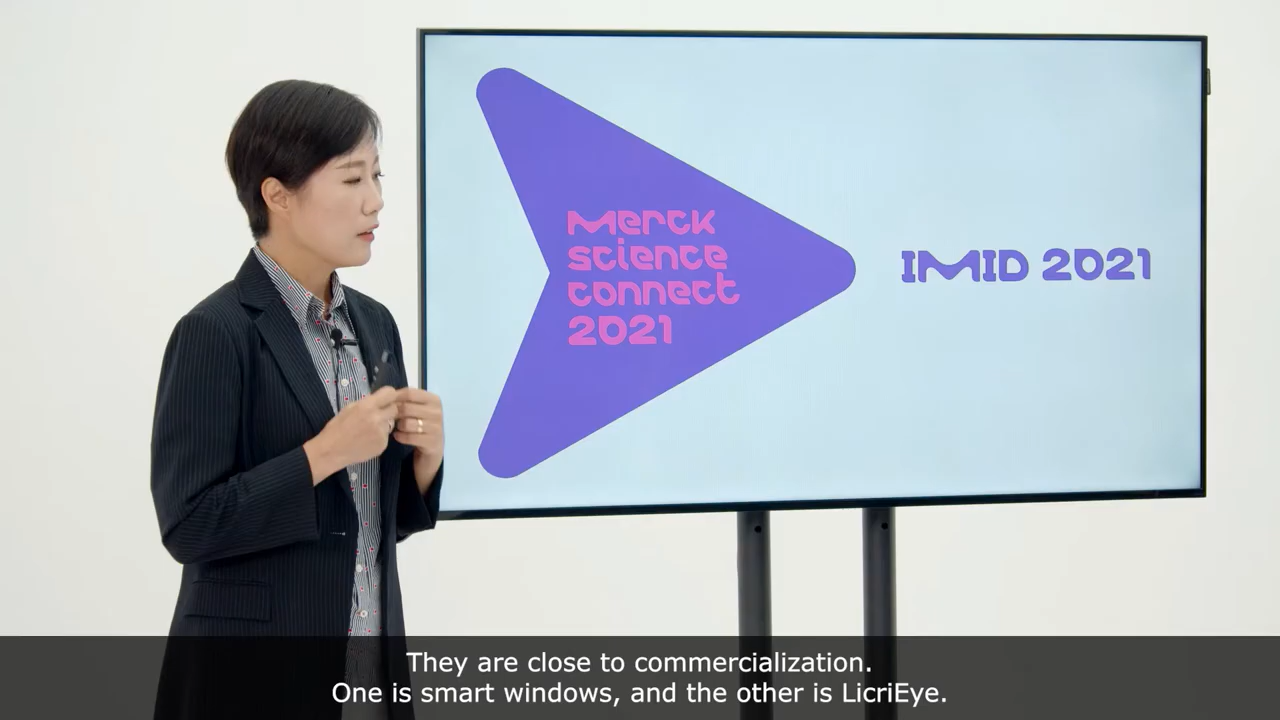 Merck
science
connect
2021
IMID 2021
They are close to commercialization.
One is smart windows, and the other is LicriEye.